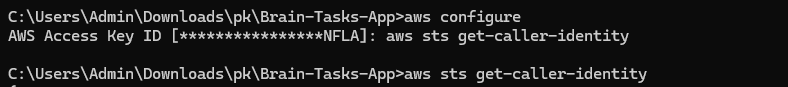 C:\Users\Admin\Downloads\pk\Brain-Tasks-App>aws configure
AWS Access Key ID [****************NFLA]: aws sts get-caller-identity
C:\Users\Admin\Downloads\pk\Brain-Tasks-App>aws sts get-caller-identity